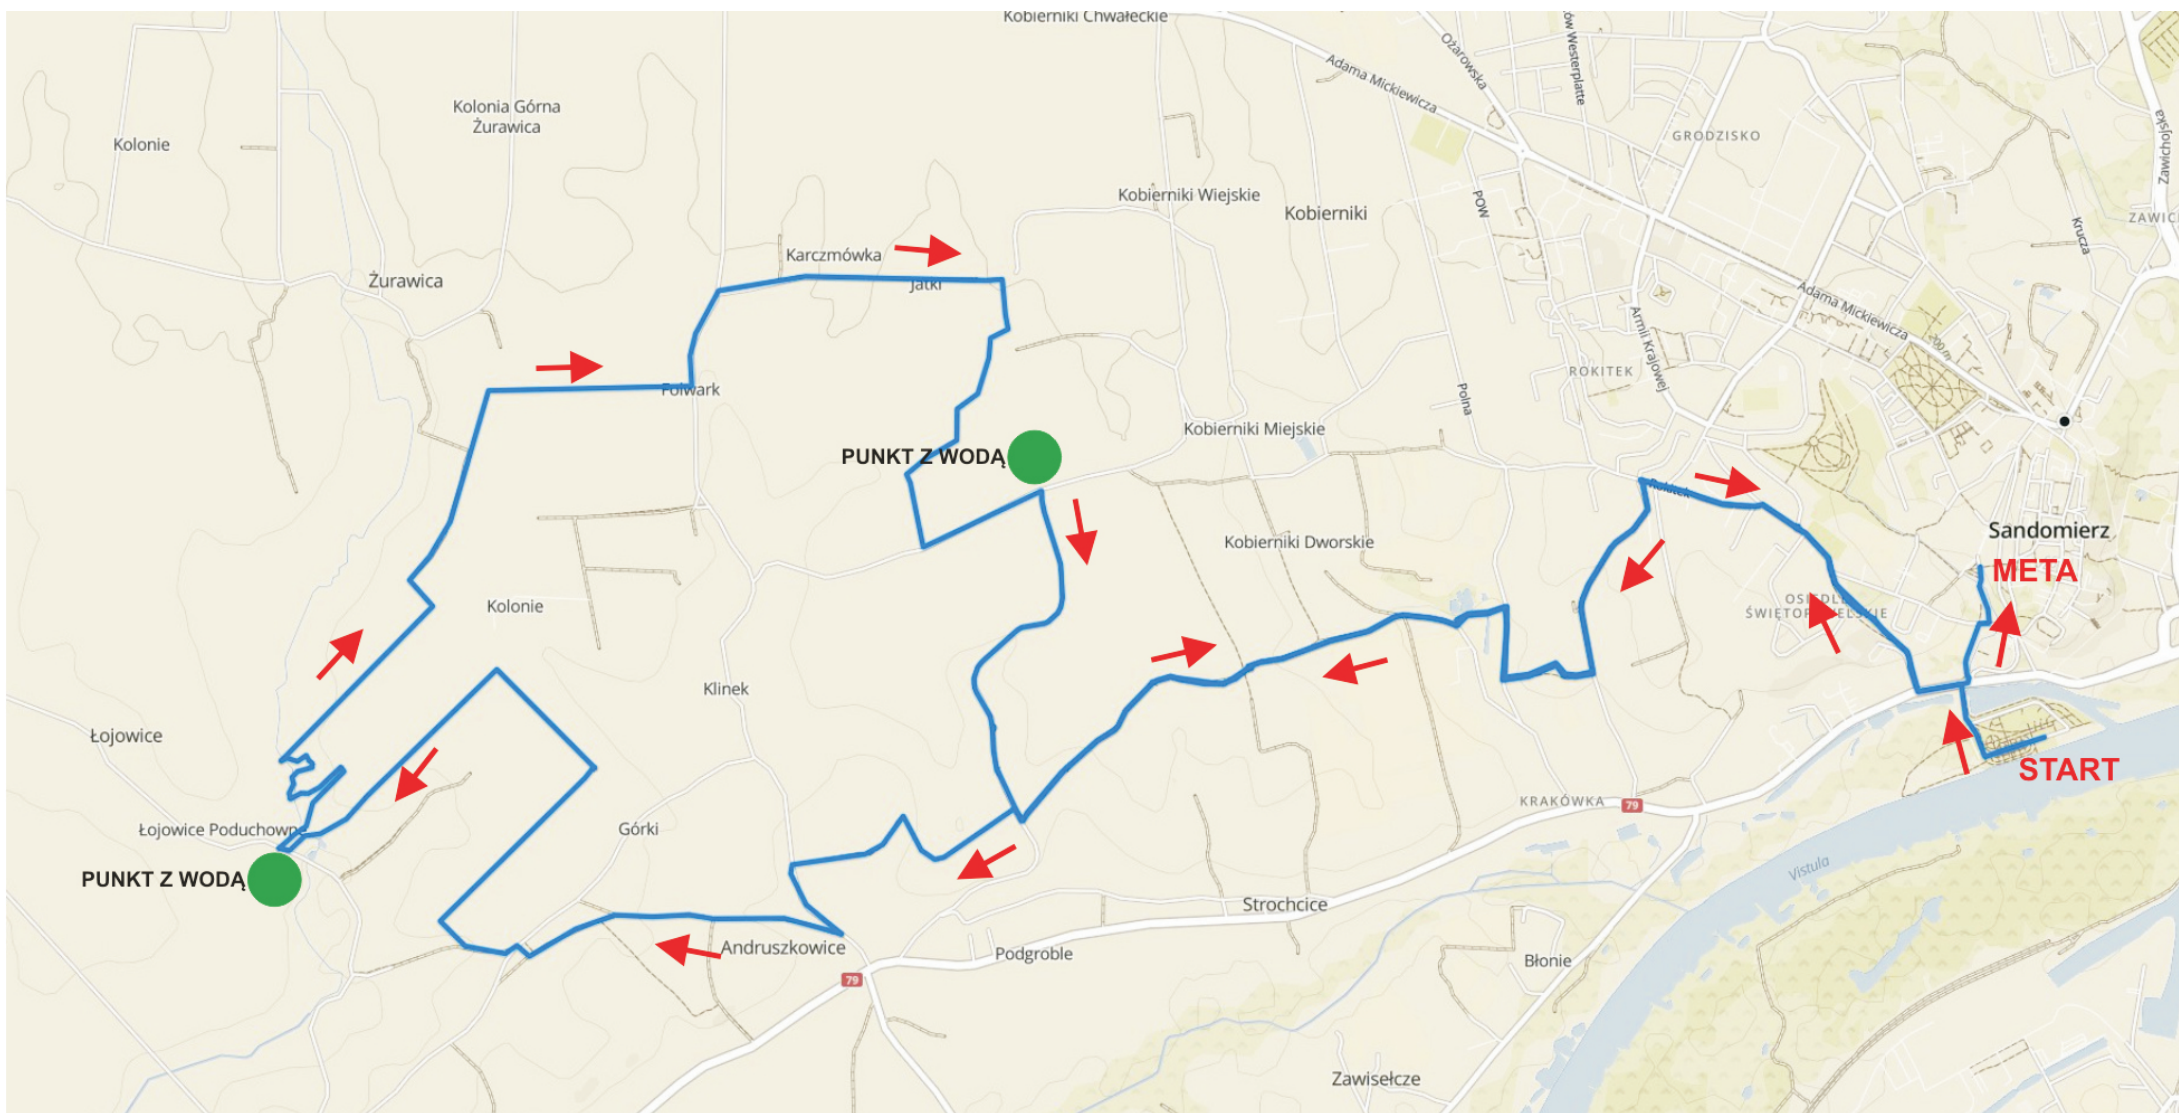 Kobierniki Chwałeckie
Ożarowska
ów Westerplatte
Adama Mickiewicza
Kolonia Górna
Żurawica
Kolonie
GRODZISKO
Zawichojska
Kobierniki Wiejskie
POW
Kobierniki
ZAWIC
Krucza
Karczmówka
Żurawica
Jatki
Adama Mickiewicza
Armii Krajowej
ROKITEK
Folwark
Polna
Kobierniki Miejskie
PUNKT Z WODĄ
Rokitek
Sandomierz
Kobierniki Dworskie
META
Kolonie
OSIEDLE
ŚWIĘTOPEŁELSKIE
Klinek
Łojowice
START
KRAKÓWKA
79
Łojowice Poduchowne
Górki
Vistula
PUNKT Z WODĄ
Strochcice
Andruszkowice
Podgroble
Błonie
79
Zawisełcze